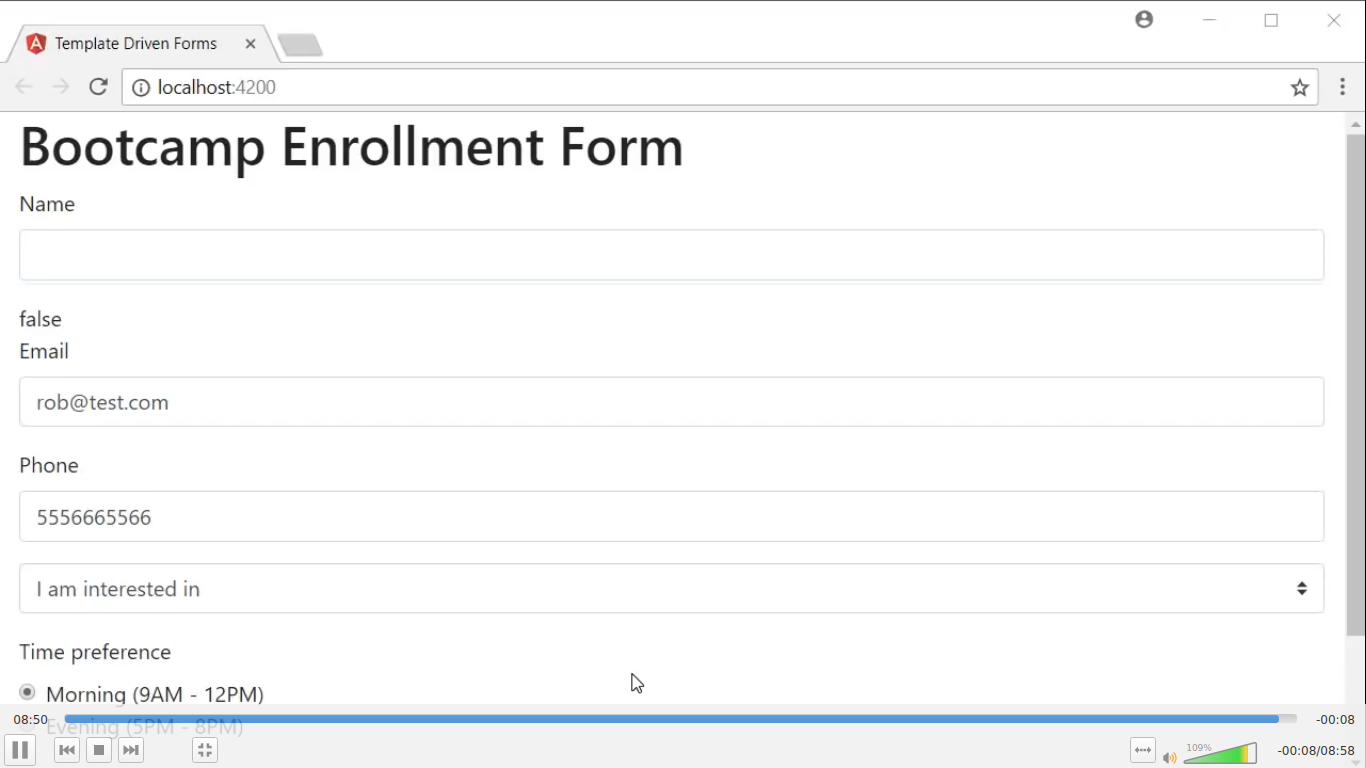 Template Driven Forms
localhost:4200
Bootcamp Enrollment Form
Name
false
Email
rob@test.com
Phone
5556665566
I am interested in
Time preference
Morning (9AM - 12PM)
08:50
-00:08
Evening (5PM - 8PM)
109%
-00:08/08:58